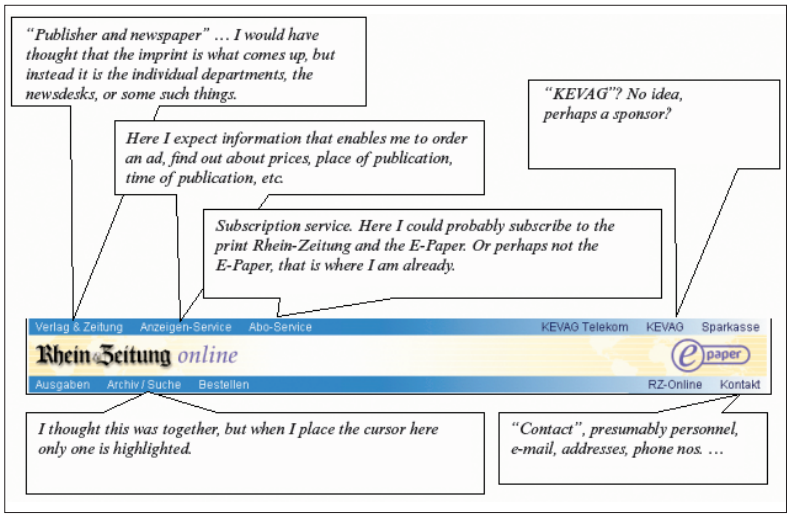 “Publisher and newspaper” … I would have
thought that the imprint is what comes up, but
instead it is the individual departments, the
newsdesks, or some such things.
“KEVAG”? No idea,
perhaps a sponsor?
Here I expect information that enables me to order
an ad, find out about prices, place of publication,
time of publication, etc.
Subscription service. Here I could probably subscribe to the
print Rhein-Zeitung and the E-Paper. Or perhaps not the
E-Paper, that is where I am already.
Verlag & Zeitung Anzeigen-Service Abo-Service KEVAG Telekom KEVAG Sparkasse
Rhein-Zeitung online e paper
Ausgaben Archiv / Suche Bestellen RZ-Online Kontakt
I thought this was together, but when I place the cursor here
only one is highlighted.
“Contact”, presumably personnel,
e-mail, addresses, phone nos. …